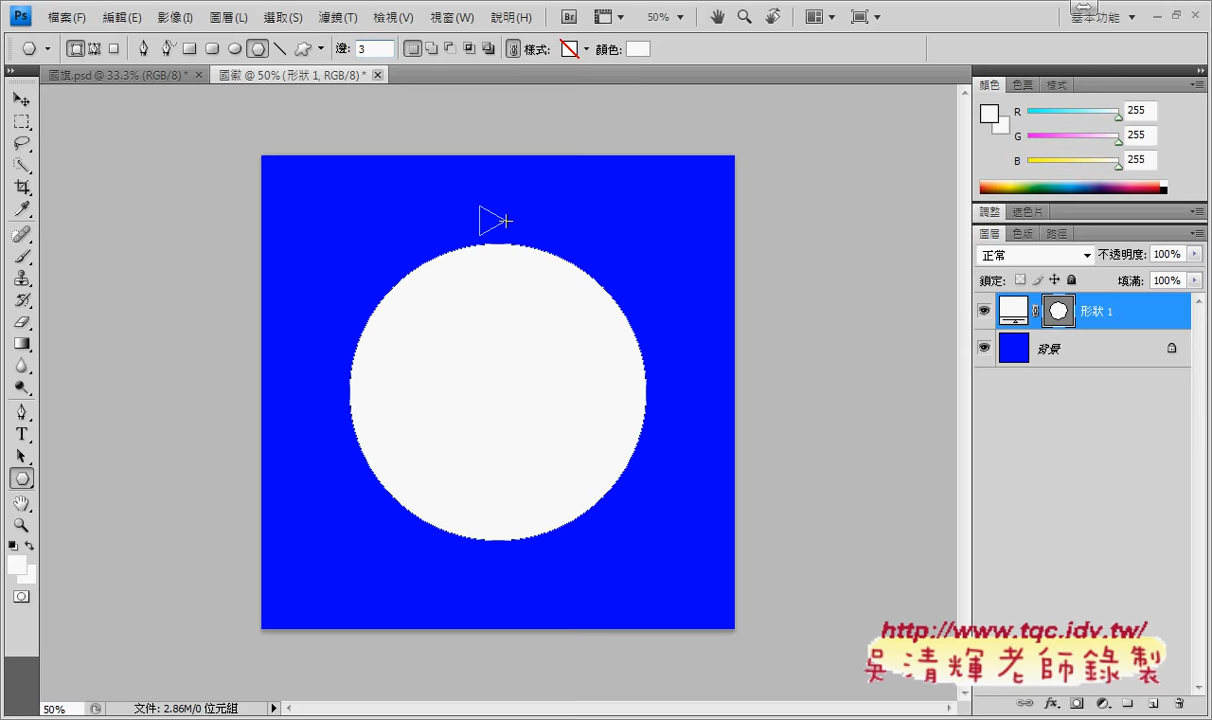 Ps 檔案(F) 編輯(E) 影像(I) 圖層(L) 選取(S) 濾鏡(T) 檢視(V) 視窗(W) 說明(H) Br 50% 基本功能
邊: 3 樣式: 顏色:
國旗.psd @ 33.3% (RGB/8) * 國徽 @ 50% (形狀 1, RGB/8) *
顏色 色票 樣式
R 255
G 255
B 255
調整 遮色片
圖層 色版 路徑
正常 不透明度: 100%
鎖定: 填滿: 100%
形狀 1
背景
T
http://www.tqc.idv.tw/
吳清輝老師錄製
50% 文件: 2.86M/0 位元組
fx